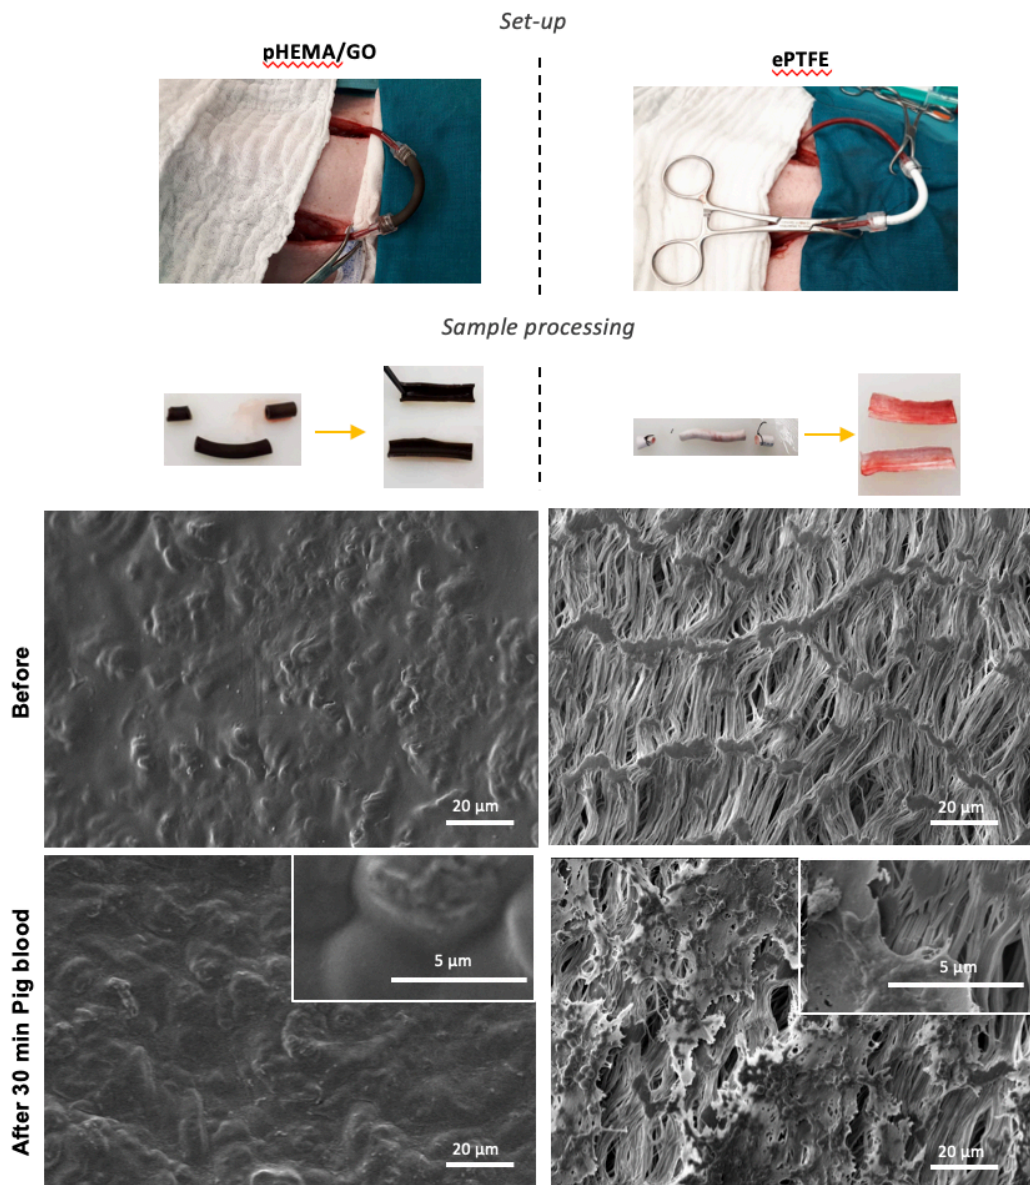 Set-up
pHEMA/GO
ePTFE
Sample processing
Before
20 µm
20 µm
After 30 min Pig blood
5 µm
5 µm
20 µm
20 µm